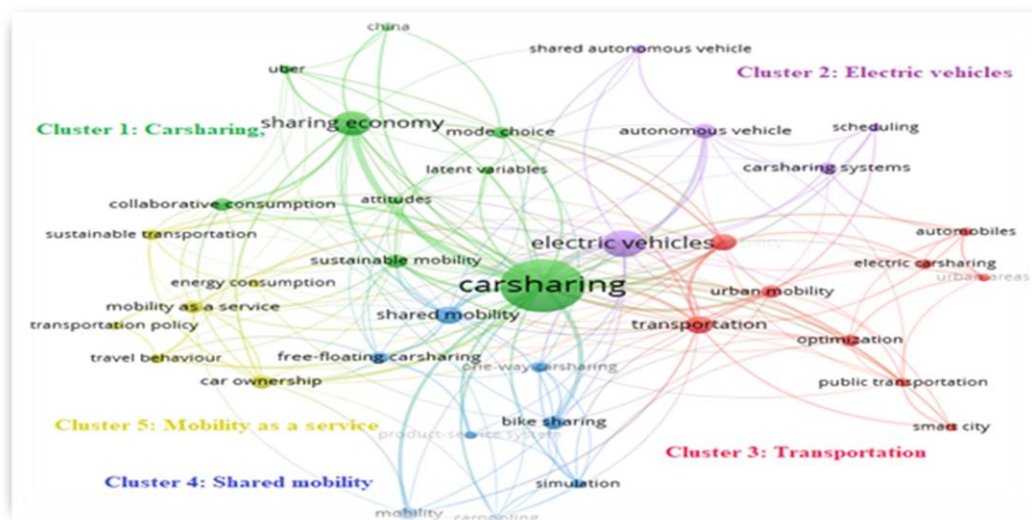 china
shared autonomous vehicle
uber
Cluster 2: Electric vehicles
Cluster 1: Carsharing,
sharing economy
mode choice
autonomous vehicle
scheduling
latent variables
carsharing systems
collaborative consumption
attitudes
sustainable transportation
automobiles
electric vehicles
sustainable mobility
electric carsharing
urban areas
energy consumption
carsharing
urban mobility
mobility as a service
shared mobility
transportation policy
transportation
optimization
travel behaviour
free-floating carsharing
one-way carsharing
car ownership
public transportation
Cluster 5: Mobility as a service
bike sharing
smart city
product-service system
Cluster 3: Transportation
Cluster 4: Shared mobility
simulation
mobility
carpooling